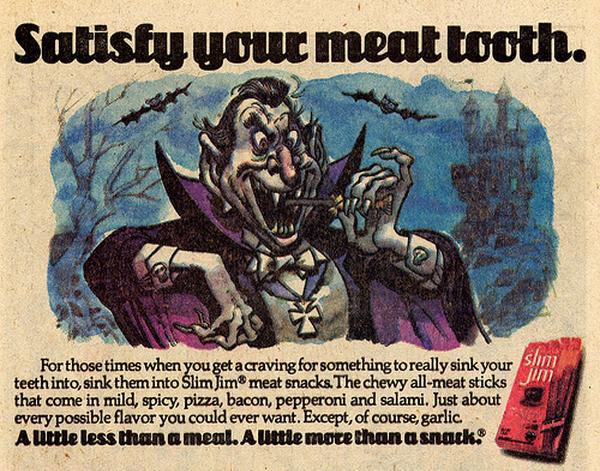 Satisfy your meat tooth.
For those times when you get a craving for something to really sink your
teeth into, sink them into Slim Jim® meat snacks. The chewy all-meat sticks
that come in mild, spicy, pizza, bacon, pepperoni and salami. Just about
every possible flavor you could ever want. Except, of course, garlic.
A little less than a meal. A little more than a snack.®
slim
jim